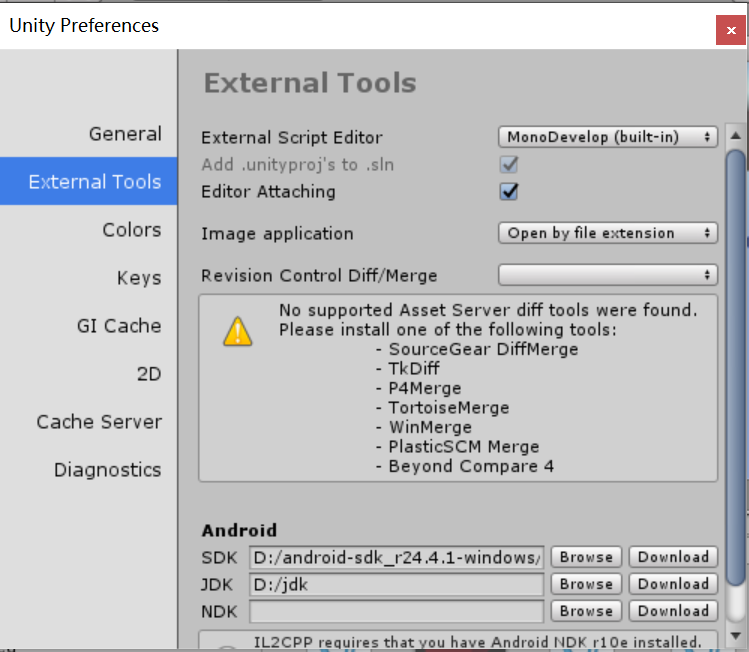 Unity Preferences
External Tools
General
External Tools
Colors
Keys
GI Cache
2D
Cache Server
Diagnostics
External Script Editor MonoDevelop (built-in)
Add .unityproj's to .sln
Editor Attaching
Image application Open by file extension
Revision Control Diff/Merge
No supported Asset Server diff tools were found.
Please install one of the following tools:
- SourceGear DiffMerge
- TkDiff
- P4Merge
- TortoiseMerge
- WinMerge
- PlasticSCM Merge
- Beyond Compare 4
Android
SDK D:/android-sdk_r24.4.1-windows/ Browse Download
JDK D:/jdk Browse Download
NDK Browse Download
IL2CPP requires that you have Android NDK r10e installed.